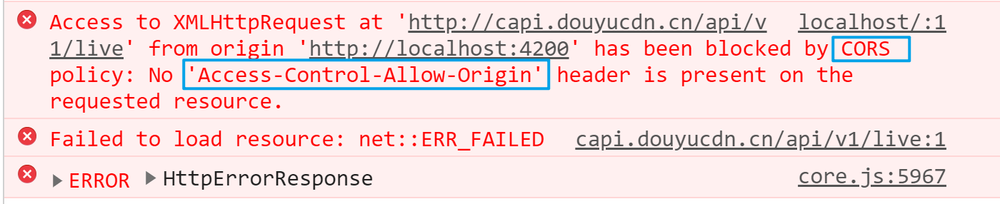 Access to XMLHttpRequest at 'http://capi.douyucdn.cn/api/v localhost/:1
1/live' from origin 'http://localhost:4200' has been blocked by CORS
policy: No 'Access-Control-Allow-Origin' header is present on the
requested resource.
Failed to load resource: net::ERR_FAILED capi.douyucdn.cn/api/v1/live:1
ERROR HttpErrorResponse core.js:5967